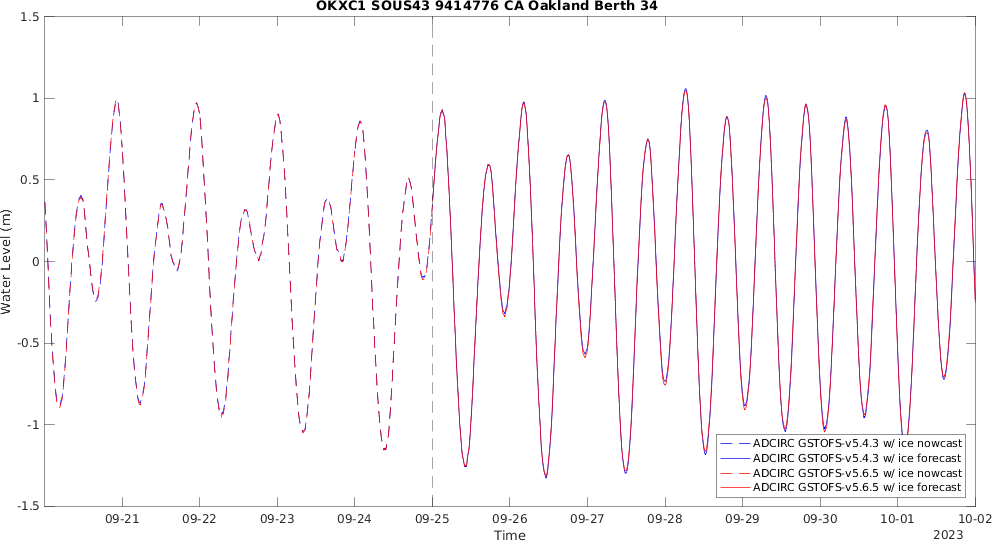 OKXC1 SOUS43 9414776 CA Oakland Berth 34
1.5
1
0.5
0
-0.5
-1
-1.5
Water Level (m)
ADCIRC GSTOFS-v5.4.3 w/ ice nowcast
ADCIRC GSTOFS-v5.4.3 w/ ice forecast
ADCIRC GSTOFS-v5.6.5 w/ ice nowcast
ADCIRC GSTOFS-v5.6.5 w/ ice forecast
09-21 09-22 09-23 09-24 09-25 09-26 09-27 09-28 09-29 09-30 10-01 10-02
Time
2023